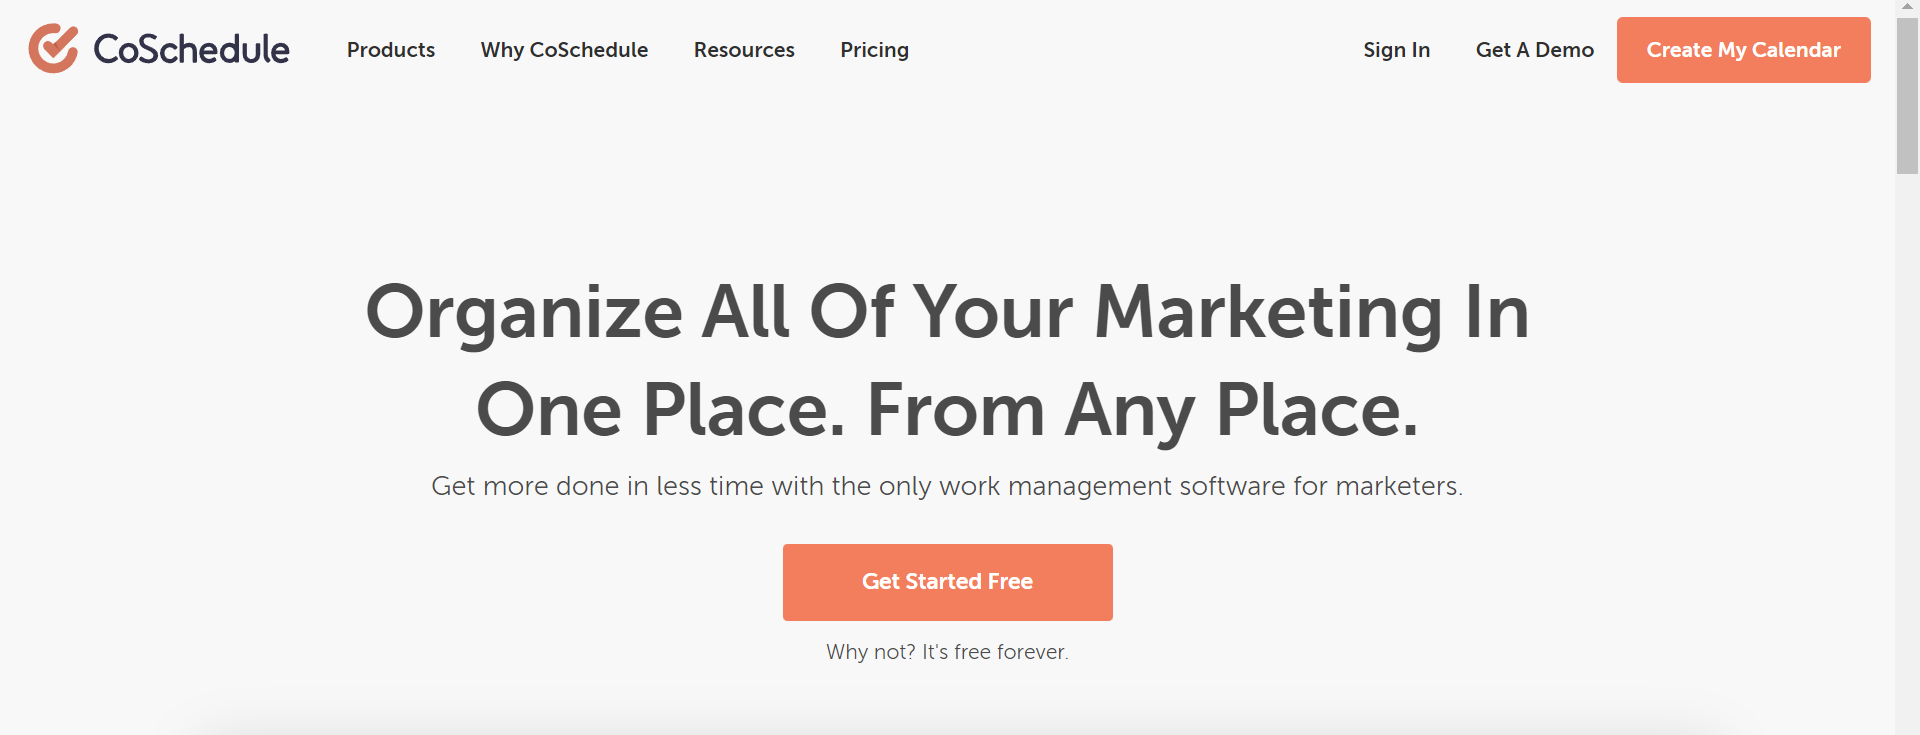 CoSchedule Products Why CoSchedule Resources Pricing Sign In Get A Demo Create My Calendar
Organize All Of Your Marketing In
One Place. From Any Place.
Get more done in less time with the only work management software for marketers.
Get Started Free
Why not? It's free forever.